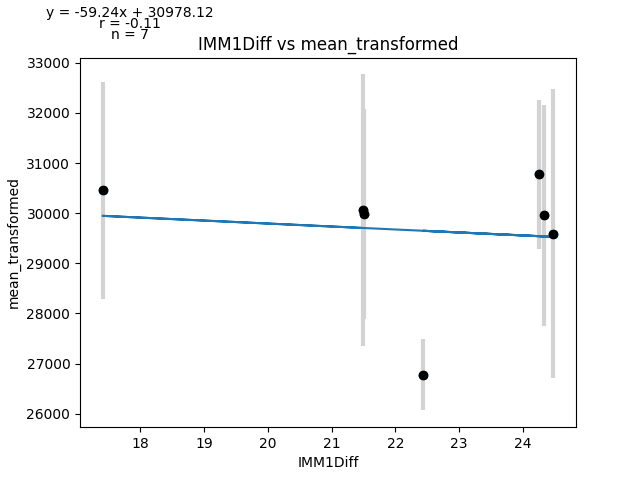 y = -59.24x + 30978.12
r = -0.11
n = 7
IMM1Diff vs mean_transformed
33000
32000
31000
30000
29000
28000
27000
26000
mean_transformed
18 19 20 21 22 23 24
IMM1Diff